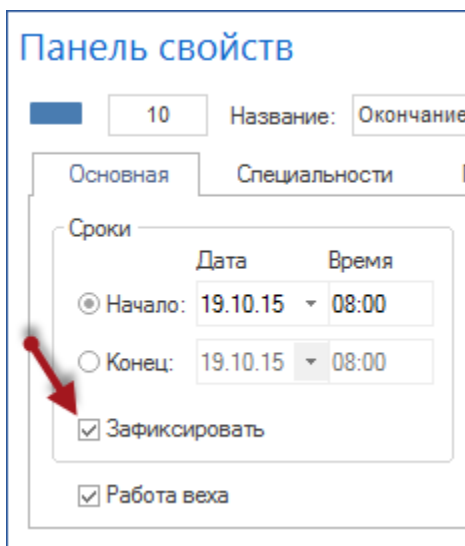 Панель свойств
10 Название: Окончание
Основная Специальности
Сроки
Дата Время
Начало: 19.10.15 08:00
Конец: 19.10.15 08:00
Зафиксировать
Работа веха